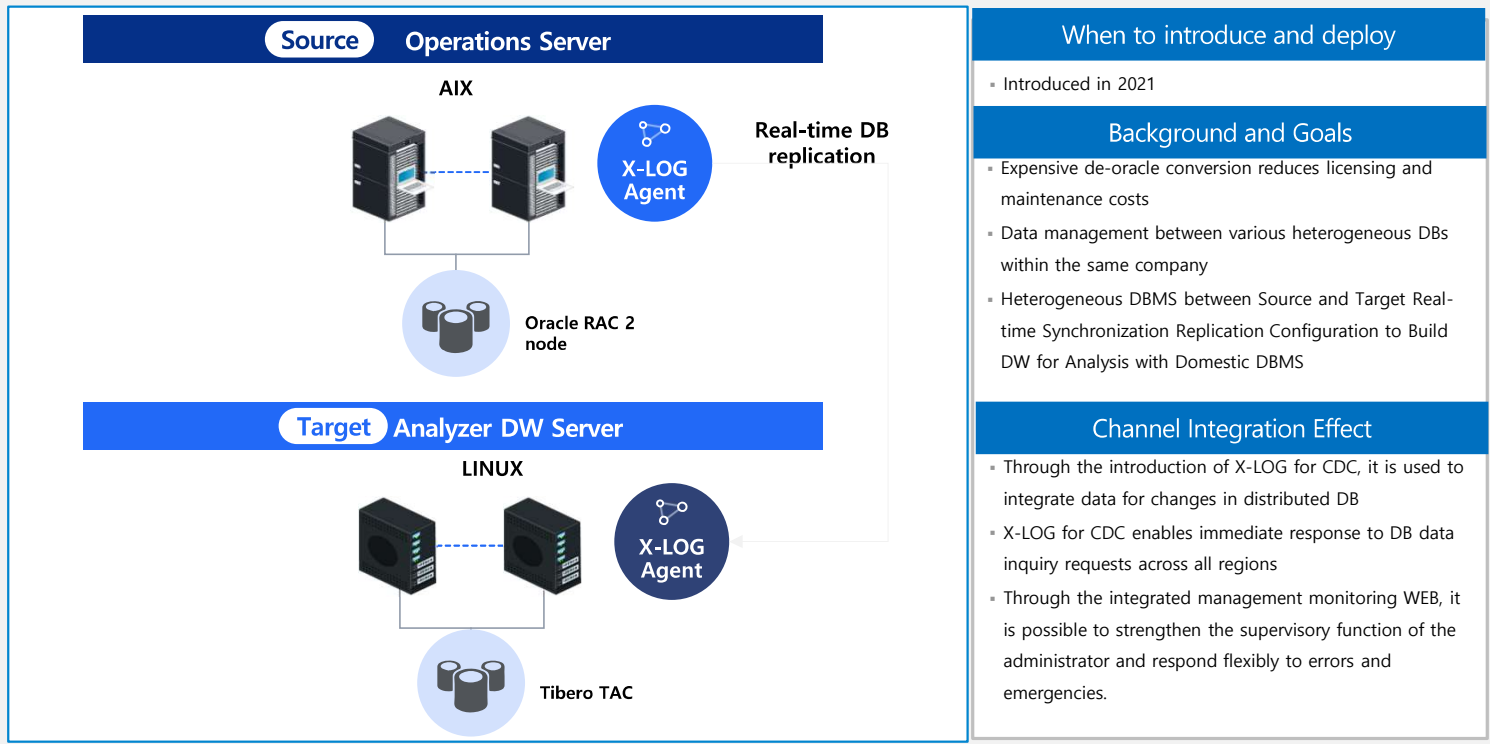 Source Operations Server
AIX
X-LOG
Agent
Real-time DB
replication
Oracle RAC 2
node
Target Analyzer DW Server
LINUX
X-LOG
Agent
Tibero TAC
When to introduce and deploy
▪ Introduced in 2021
Background and Goals
▪ Expensive de-oracle conversion reduces licensing and
maintenance costs
▪ Data management between various heterogeneous DBs
within the same company
▪ Heterogeneous DBMS between Source and Target Real-
time Synchronization Replication Configuration to Build
DW for Analysis with Domestic DBMS
Channel Integration Effect
▪ Through the introduction of X-LOG for CDC, it is used to
integrate data for changes in distributed DB
▪ X-LOG for CDC enables immediate response to DB data
inquiry requests across all regions
▪ Through the integrated management monitoring WEB, it
is possible to strengthen the supervisory function of the
administrator and respond flexibly to errors and
emergencies.